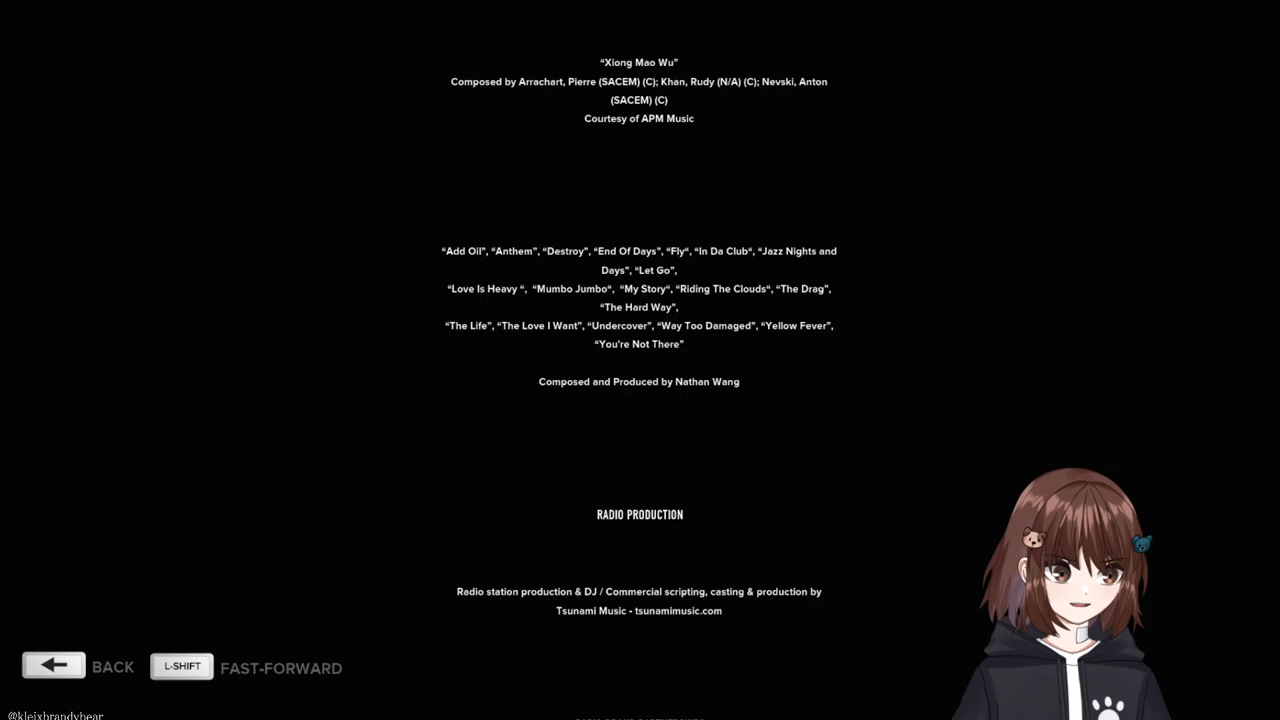 “Xiong Mao Wu”
Composed by Arrachart, Pierre (SACEM) (C); Khan, Rudy (N/A) (C); Nevski, Anton
(SACEM) (C)
Courtesy of APM Music
“Add Oil”, “Anthem”, “Destroy”, “End Of Days”, “Fly“, “In Da Club“, “Jazz Nights and
Days”, “Let Go”,
“Love Is Heavy “, “Mumbo Jumbo“, “My Story“, “Riding The Clouds“, “The Drag”,
“The Hard Way”,
“The Life”, “The Love I Want”, “Undercover”, “Way Too Damaged”, “Yellow Fever”,
“You’re Not There”
Composed and Produced by Nathan Wang
RADIO PRODUCTION
Radio station production & DJ / Commercial scripting, casting & production by
Tsunami Music - tsunamimusic.com
L-SHIFT
BACK
FAST-FORWARD
@kleixbrandybear